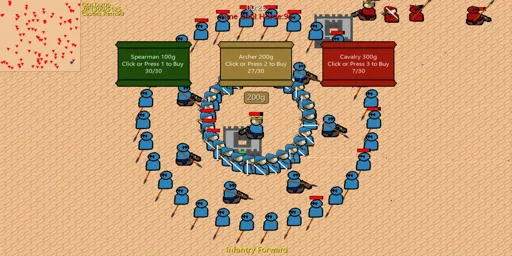 Spearman 100g
Click or Press 1 to Buy
30/30
Archer 200g
Click or Press 2 to Buy
27/30
Cavalry 300g
Click or Press 3 to Buy
7/30
200g
Infantry Forward